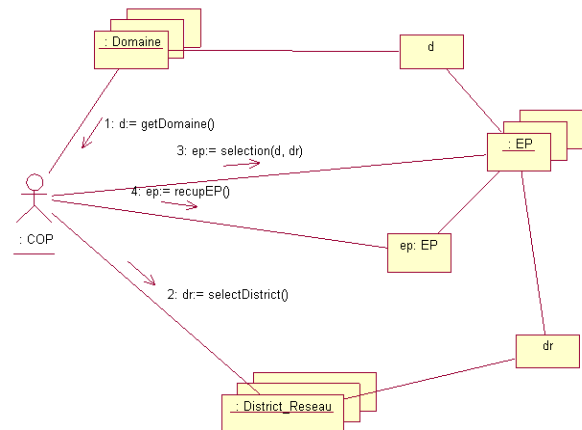 : Domaine
d
1: d:= getDomaine()
: EP
3: ep:= selection(d, dr)
4: ep:= recupEP()
: COP
ep: EP
2: dr:= selectDistrict()
dr
: District_Reseau